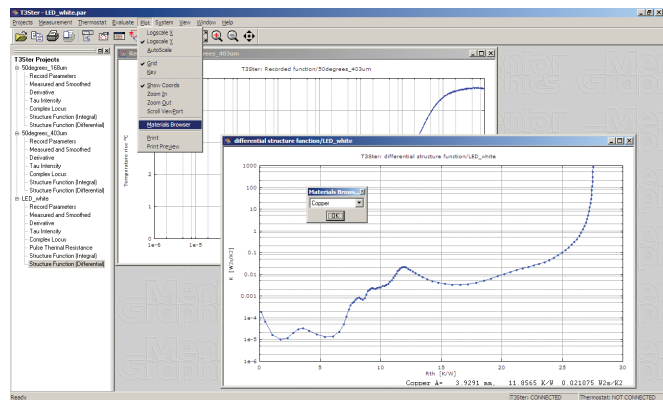 T3Ster - LED_white.par
Projects Measurement Thermostat Evaluate Plot System View Window Help
Logscale X
Logscale Y
AutoScale
Grid
Key
Show Coords
Zoom In
Zoom Out
Scroll ViewPort
Materials Browser
Print
Print Preview
T3Ster Projects
50degrees_168um
Record Parameters
Measured and Smoothed
Derivative
Tau Intensity
Complex Locus
Structure Function (Integral)
Structure Function (Differential)
50degrees_403um
Record Parameters
Measured and Smoothed
Derivative
Tau Intensity
Complex Locus
Structure Function (Integral)
Structure Function (Differential)
LED_white
Record Parameters
Measured and Smoothed
Derivative
Tau Intensity
Complex Locus
Pulse Thermal Resistance
Structure Function (Integral)
Structure Function (Differential)
_403um
T3Ster: Recorded function/50degrees_403um
Temperature rise °C
2
1
0
1e-6 1e-5
differential structure function/LED_white
T3Ster: differential structure function/LED_white
1000
100
10
1
0.1
0.01
0.001
1e-4
1e-5
1e-6
K [W2s/K2]
0 5 10 15 20 25 30
Rth [K/W]
Materials Brows...
Copper
OK
Copper A= 3.9291 mm, 11.8565 K/W 0.021075 W2s/K2
Ready
T3Ster: CONNECTED Thermostat: NOT CONNECTED